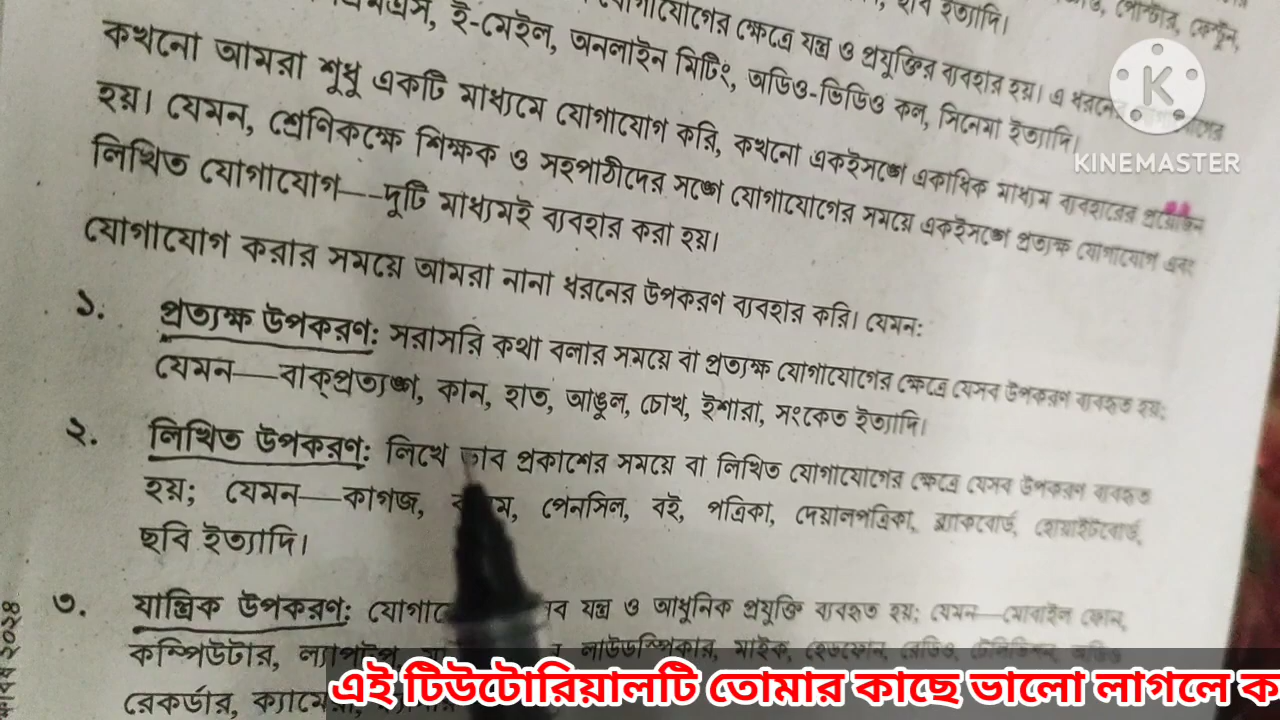 হাব ইত্যাদি। পোস্টার, ফেস্টুন,
যোগাযোগের ক্ষেত্রে যন্ত্র ও প্রযুক্তির ব্যবহার হয়। এ ধরনের
ই-মেইল, অনলাইন মিটিং, অডিও-ভিডিও কল, সিনেমা ইত্যাদি।
কখনো আমরা শুধু একটি মাধ্যমে যোগাযোগ করি, কখনো একইসঙ্গে একাধিক মাধ্যম ব্যবহারের প্রয়োজন
হয়। যেমন, শ্রেণিকক্ষে শিক্ষক ও সহপাঠীদের সঙ্গে যোগাযোগের সময়ে একইসঙ্গে প্রত্যক্ষ যোগাযোগ এবং
লিখিত যোগাযোগ—দুটি মাধ্যমই ব্যবহার করা হয়।
যোগাযোগ করার সময়ে আমরা নানা ধরনের উপকরণ ব্যবহার করি। যেমন:
১. প্রত্যক্ষ উপকরণ: সরাসরি কথা বলার সময়ে বা প্রত্যক্ষ যোগাযোগের ক্ষেত্রে যেসব উপকরণ ব্যবহৃত হয়;
যেমন—বাক্‌প্রত্যঙ্গ, কান, হাত, আঙুল, চোখ, ইশারা, সংকেত ইত্যাদি।
২. লিখিত উপকরণ: লিখে ভাব প্রকাশের সময়ে বা লিখিত যোগাযোগের ক্ষেত্রে যেসব উপকরণ ব্যবহৃত
হয়; যেমন—কাগজ, পেনসিল, বই, পত্রিকা, দেয়ালপত্রিকা, ব্ল্যাকবোর্ড, হোয়াইটবোর্ড,
ছবি ইত্যাদি।
৩. যান্ত্রিক উপকরণ: যন্ত্র ও আধুনিক প্রযুক্তি ব্যবহৃত হয়; যেমন—মোবাইল ফোন,
কম্পিউটার, ল্যাপটপ, লাউডস্পিকার, মাইক, হেডফোন, রেডিও, টেলিভিশন, অডিও
রেকর্ডার,
২০২৪
KINEMASTER
এই টিউটোরিয়ালটি তোমার কাছে ভালো লাগলে ক